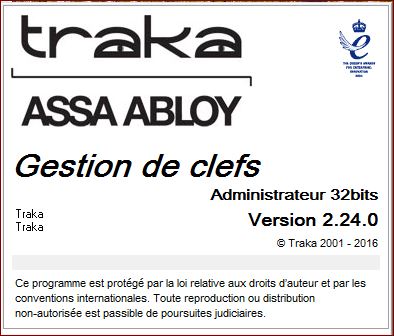 traka
THE QUEEN'S AWARDS
FOR ENTERPRISE:
INNOVATION
ASSA ABLOY
Gestion de clefs
Administrateur 32bits
Traka
Version 2.24.0
Traka
© Traka 2001 - 2016
Ce programme est protégé par la loi relative aux droits d'auteur et par les
conventions internationales. Toute reproduction ou distribution
non-autorisée est passible de poursuites judiciaires.